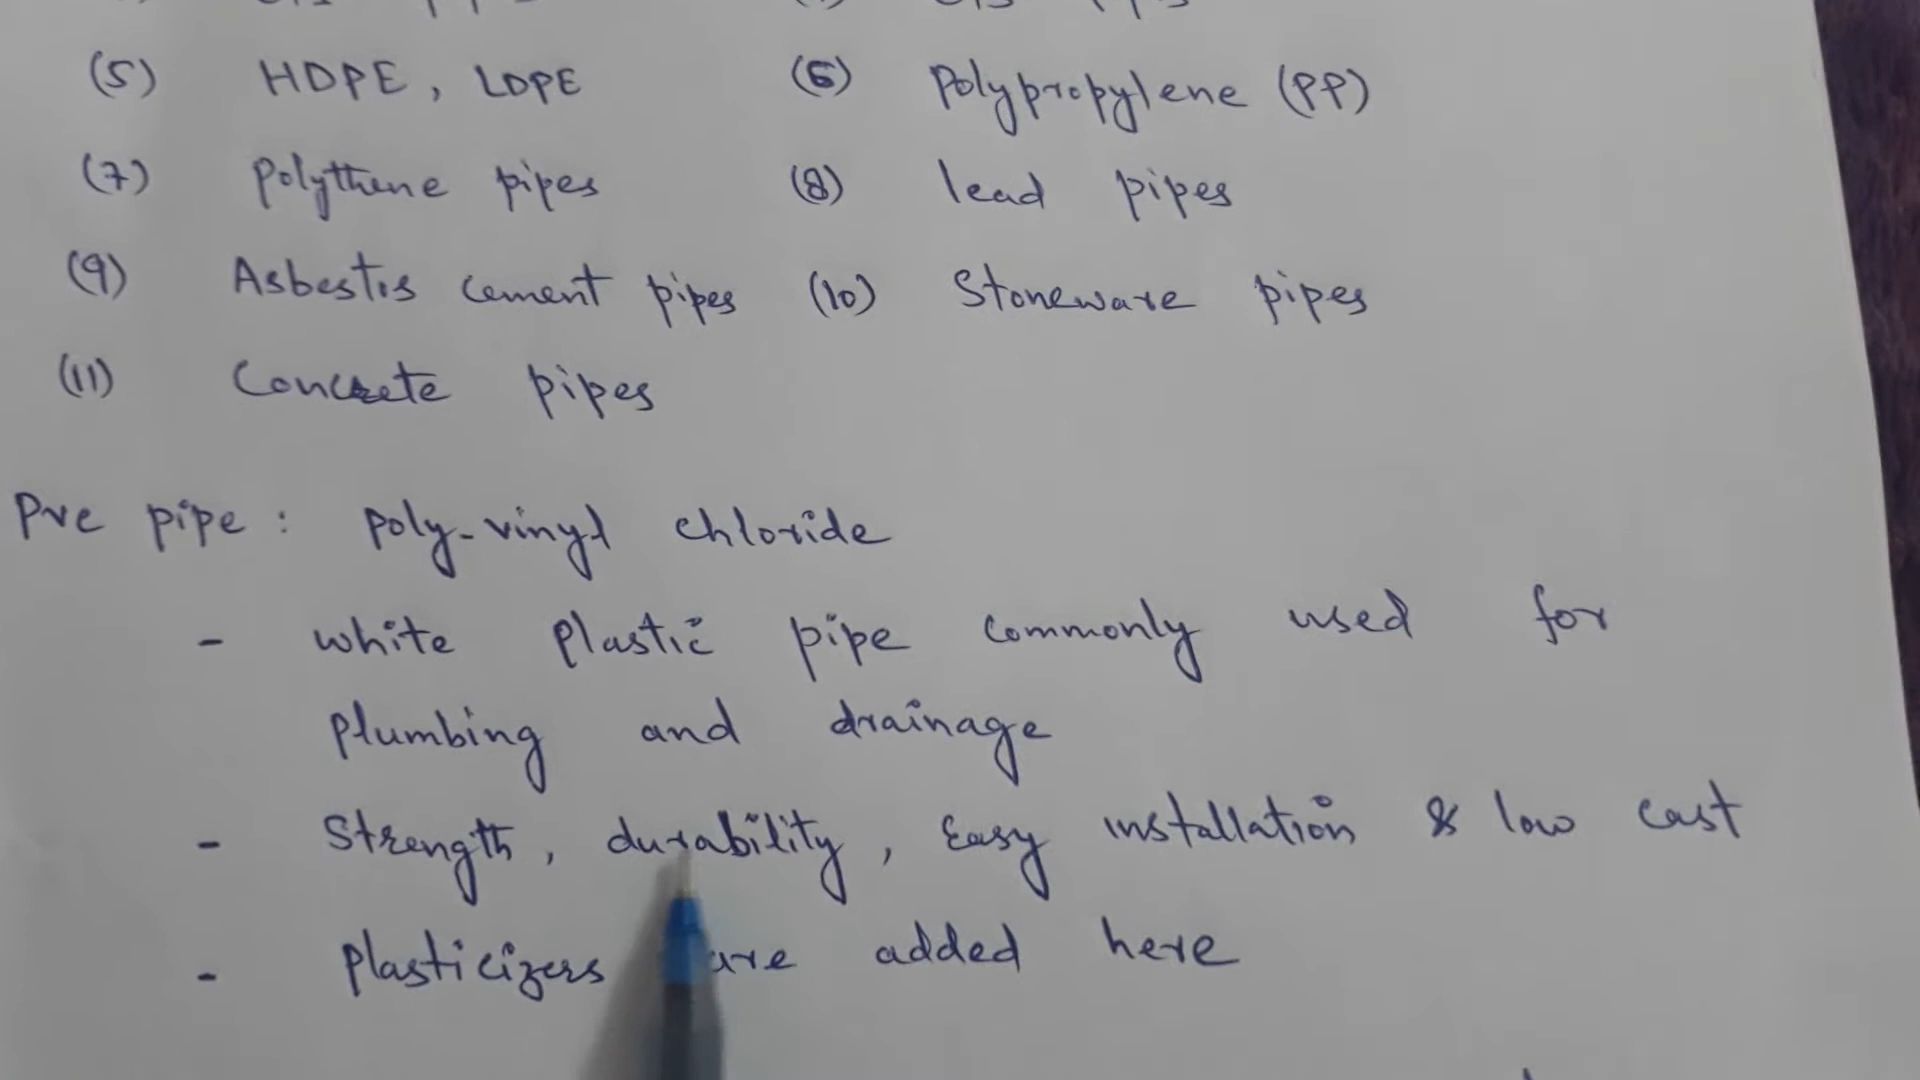 (5) HDPE, LDPE (6) Polypropylene (PP)
(7) Polythene pipes (8) lead pipes
(9) Asbestos cement pipes (10) Stoneware pipes
(11) Concrete pipes
Pvc pipe : poly-vinyl chloride
- white plastic pipe commonly used for
plumbing and drainage
- Strength, durability, Easy installation & low cost
- plasticizers are added here